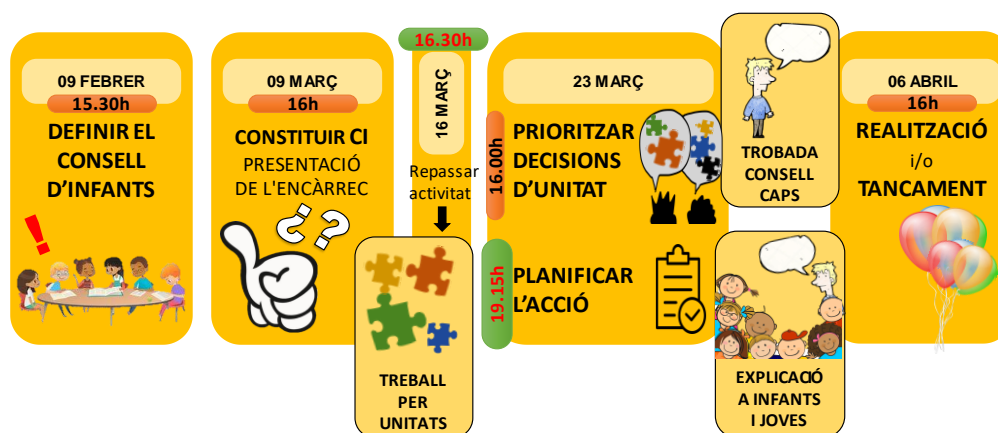 09 FEBRER
15.30h
DEFINIR EL
CONSELL
D'INFANTS
09 MARÇ
16h
CONSTITUIR CI
PRESENTACIÓ
DE L'ENCÀRREC
16.30h
16 MARÇ
Repassar
activitat
TREBALL
PER
UNITATS
23 MARÇ
16.00h
PRIORITZAR
DECISIONS
D'UNITAT
19.15h
PLANIFICAR
L'ACCIÓ
TROBADA
CONSELL
CAPS
EXPLICACIÓ
A INFANTS
I JOVES
06 ABRIL
16h
REALITZACIÓ
i/o
TANCAMENT